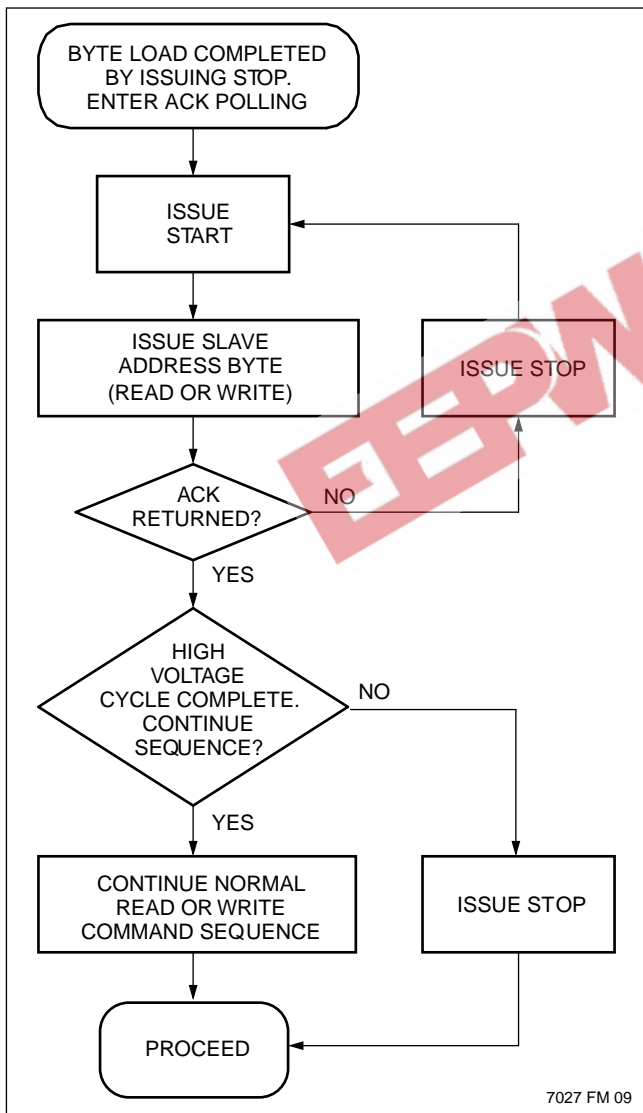 BYTE LOAD COMPLETED
BY ISSUING STOP.
ENTER ACK POLLING
ISSUE
START
ISSUE SLAVE
ADDRESS BYTE
(READ OR WRITE)
ISSUE STOP
ACK
RETURNED?
NO
YES
HIGH
VOLTAGE
CYCLE COMPLETE.
CONTINUE
SEQUENCE?
NO
YES
CONTINUE NORMAL
READ OR WRITE
COMMAND SEQUENCE
ISSUE STOP
PROCEED
7027 FM 09
EEPW